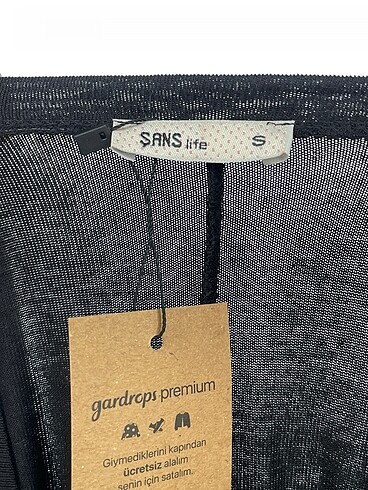 ŞANS life S
gardrops premium
Giymediklerini kapından
ücretsiz alalım
senin için satalım.